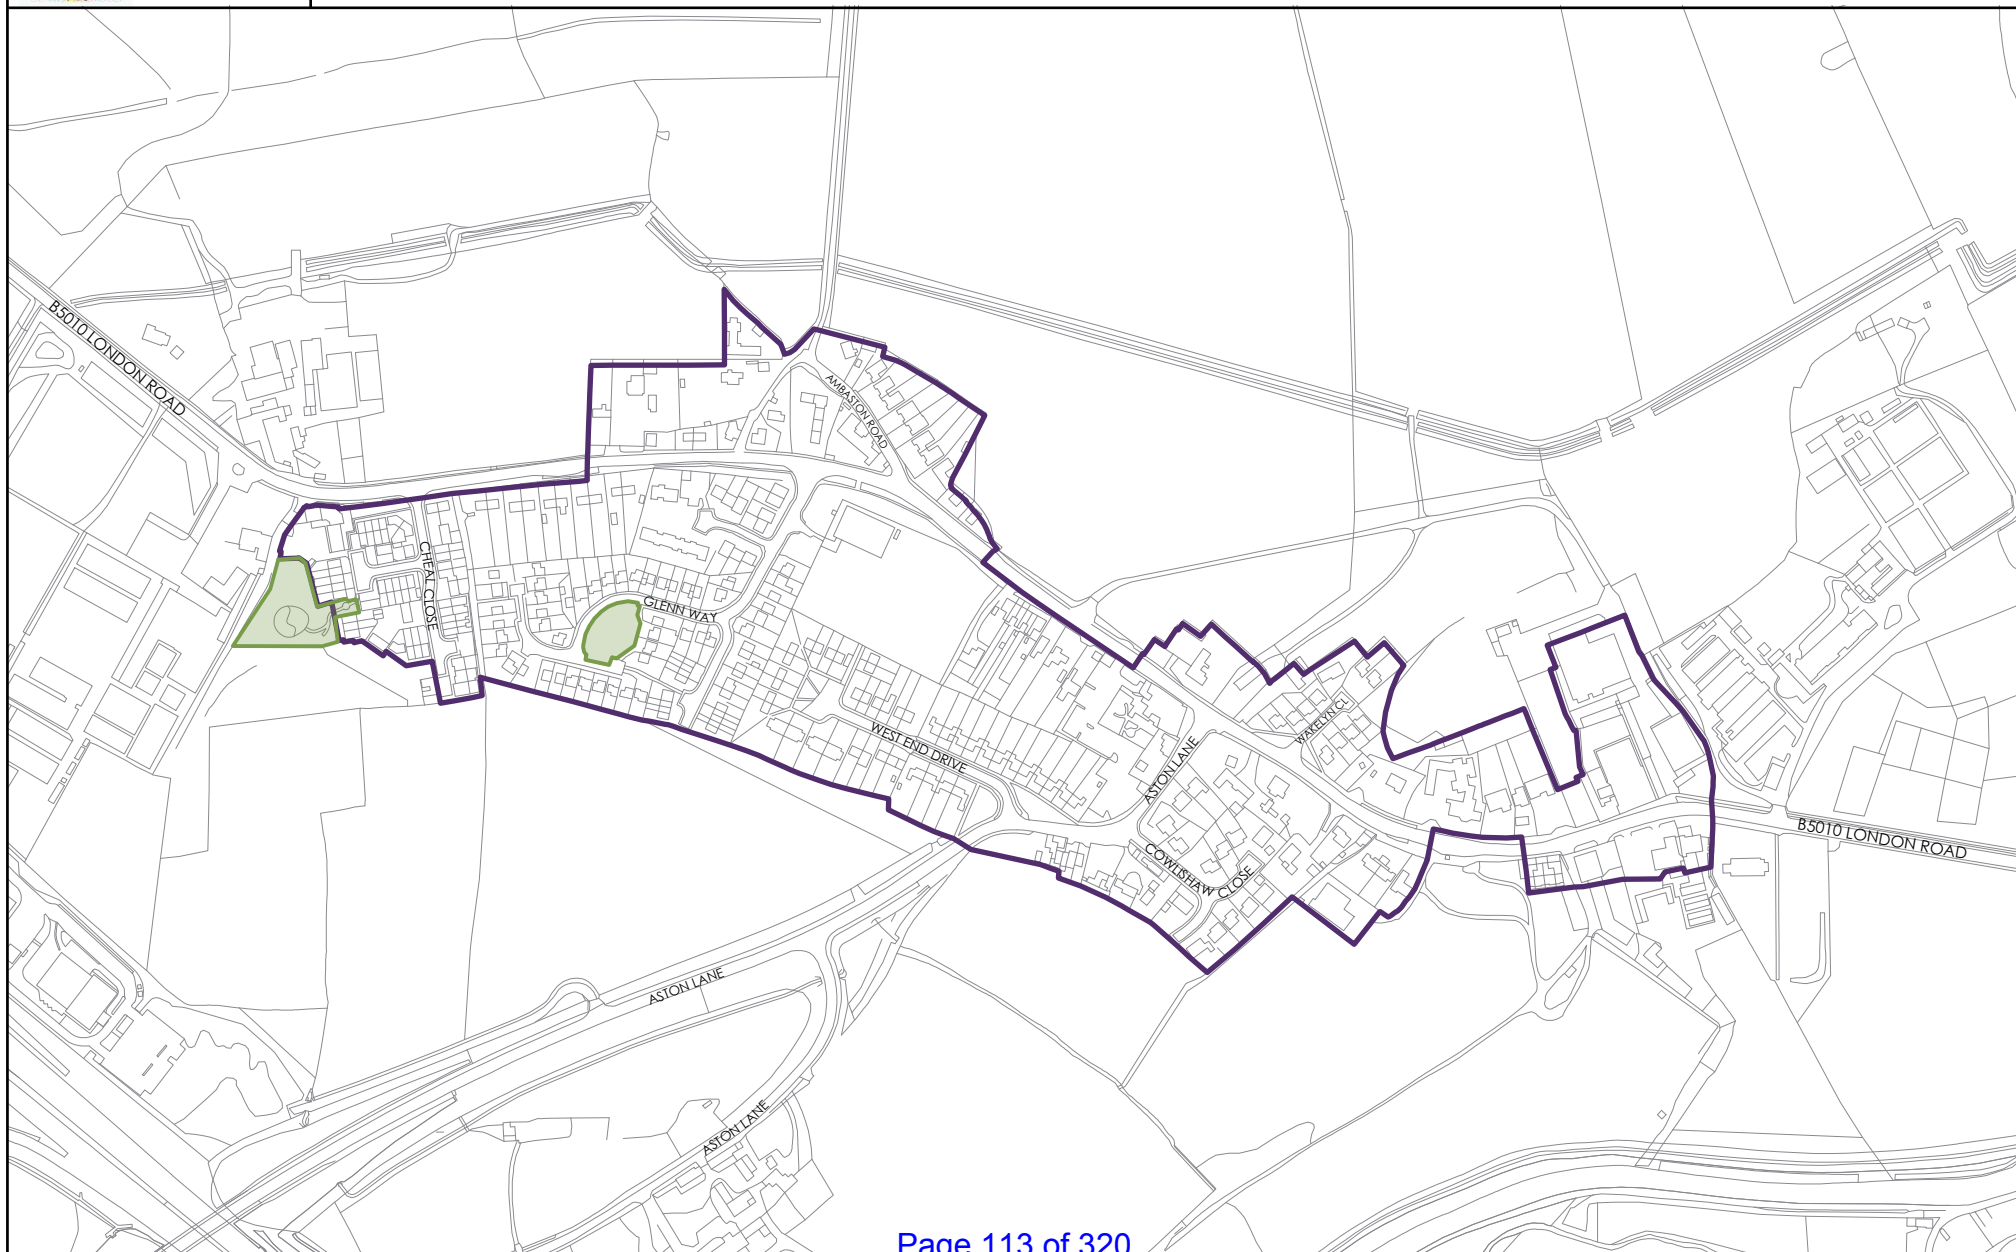 B5010 LONDON ROAD
AMBASTON ROAD
CHEAL CLOSE
GLENN WAY
WEST END DRIVE
ASTON LANE
WAKELYN CL
COWLISHAW CLOSE
B5010 LONDON ROAD
ASTON LANE
ASTON LANE
Page 113 of 320